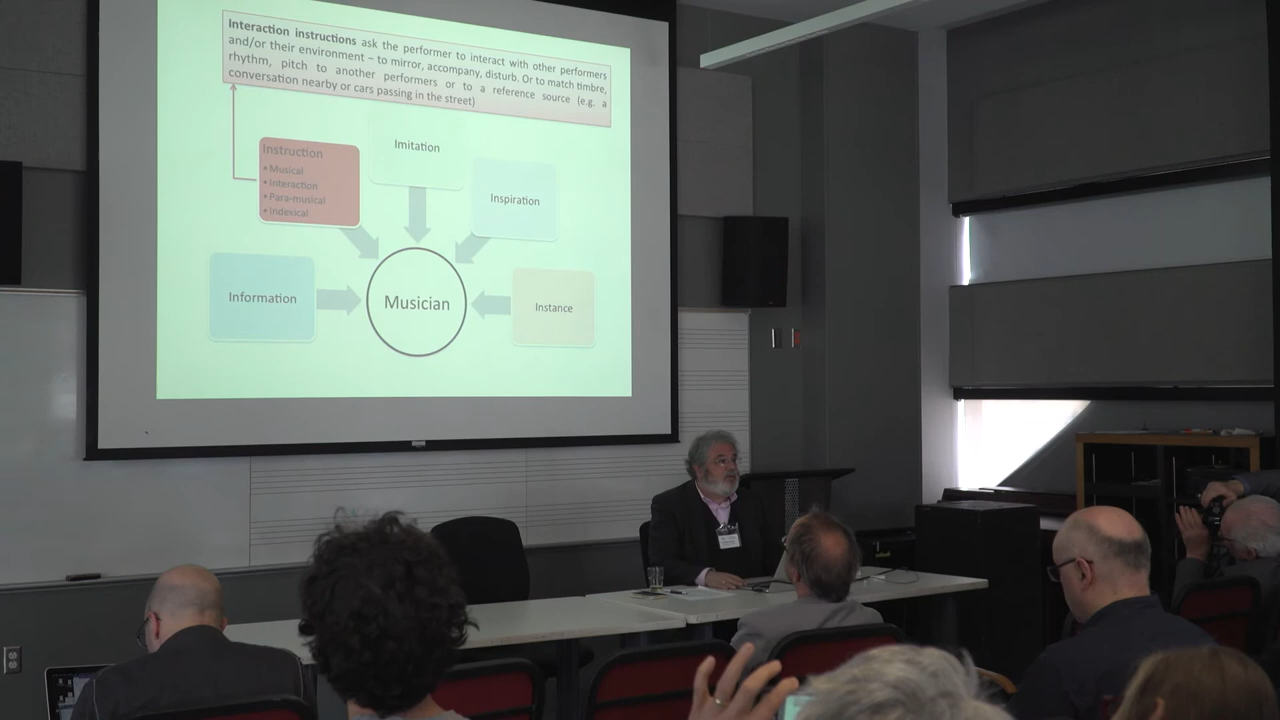 Interaction instructions ask the performer to interact with other performers
and/or their environment – to mirror, accompany, disturb. Or to match timbre,
rhythm, pitch to another performers or to a reference source (e.g. a
conversation nearby or cars passing in the street)
Imitation
Instruction
• Musical
• Interaction
• Para-musical
• Indexical
Inspiration
Information
Musician
Instance